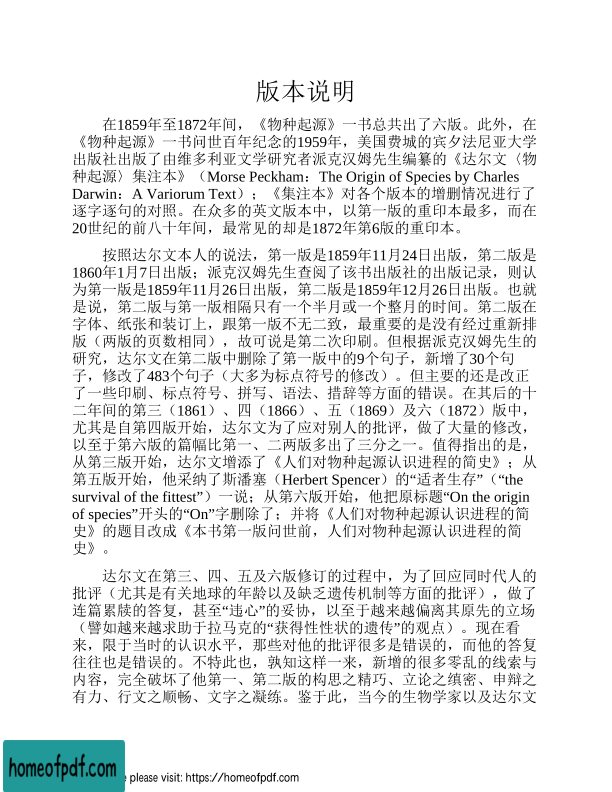 版本说明
在1859年至1872年间，《物种起源》一书总共出了六版。此外，在
《物种起源》一书问世百年纪念的1959年，美国费城的宾夕法尼亚大学
出版社出版了由维多利亚文学研究者派克汉姆先生编纂的《达尔文〈物
种起源〉集注本》（Morse Peckham：The Origin of Species by Charles
Darwin：A Variorum Text）；《集注本》对各个版本的增删情况进行了
逐字逐句的对照。在众多的英文版本中，以第一版的重印本最多，而在
20世纪的前八十年间，最常见的却是1872年第6版的重印本。
按照达尔文本人的说法，第一版是1859年11月24日出版，第二版是
1860年1月7日出版；派克汉姆先生查阅了该书出版社的出版记录，则认
为第一版是1859年11月26日出版，第二版是1859年12月26日出版。也就
是说，第二版与第一版相隔只有一个半月或一个整月的时间。第二版在
字体、纸张和装订上，跟第一版不无二致，最重要的是没有经过重新排
版（两版的页数相同），故可说是第二次印刷。但根据派克汉姆先生的
研究，达尔文在第二版中删除了第一版中的9个句子，新增了30个句
子，修改了483个句子（大多为标点符号的修改）。但主要的还是改正
了一些印刷、标点符号、拼写、语法、措辞等方面的错误。在其后的十
二年间的第三（1861）、四（1866）、五（1869）及六（1872）版中，
尤其是自第四版开始，达尔文为了应对别人的批评，做了大量的修改，
以至于第六版的篇幅比第一、二两版多出了三分之一。值得指出的是，
从第三版开始，达尔文增添了《人们对物种起源认识进程的简史》；从
第五版开始，他采纳了斯潘塞（Herbert Spencer）的“适者生存”（“the
survival of the fittest”）一说；从第六版开始，他把原标题“On the origin
of species”开头的“On”字删除了；并将《人们对物种起源认识进程的简
史》的题目改成《本书第一版问世前，人们对物种起源认识进程的简
史》。
达尔文在第三、四、五及六版修订的过程中，为了回应同时代人的
批评（尤其是有关地球的年龄以及缺乏遗传机制等方面的批评），做了
连篇累牍的答复，甚至“违心”的妥协，以至于越来越偏离其原先的立场
（譬如越来越求助于拉马克的“获得性性状的遗传”的观点）。现在看
来，限于当时的认识水平，那些对他的批评很多是错误的，而他的答复
往往也是错误的。不特此也，孰知这样一来，新增的很多零乱的线索与
内容，完全破坏了他第一、第二版的构思之精巧、立论之缜密、申辩之
有力、行文之顺畅、文字之凝练。鉴于此，当今的生物学家以及达尔文
homeofpdf.com
please visit: https://homeofpdf.com